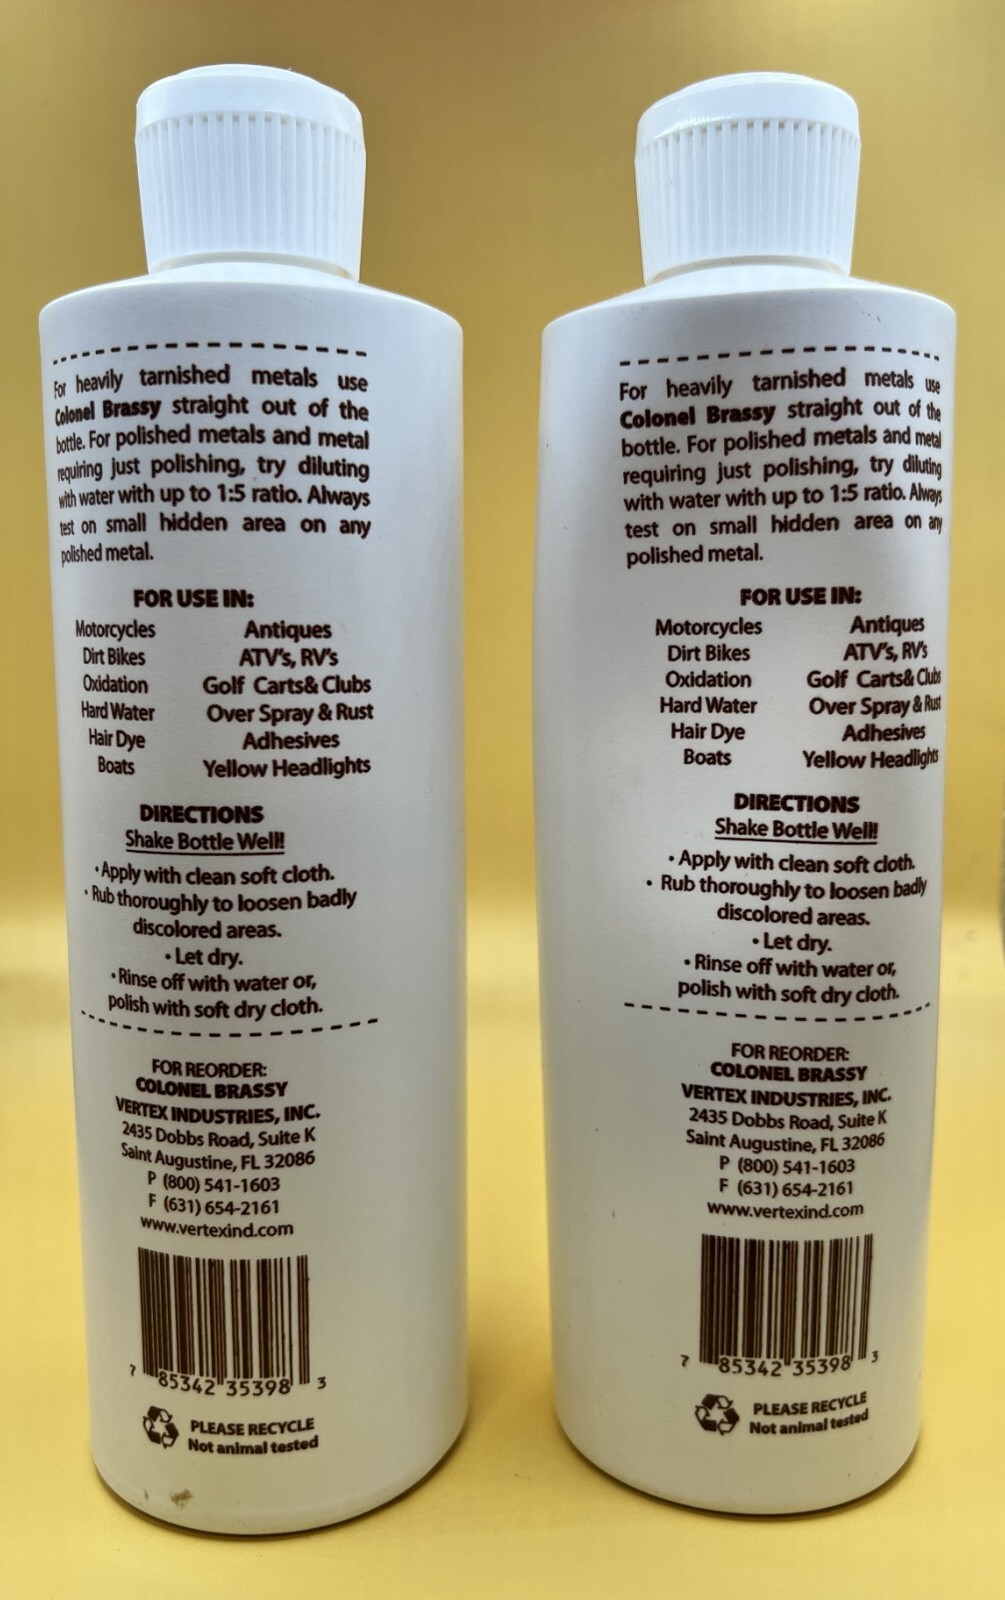 For heavily tarnished metals use
Colonel Brassy straight out of the
bottle. For polished metals and metal
requiring just polishing, try diluting
with water with up to 1:5 ratio. Always
test on small hidden area on any
polished metal.
FOR USE IN:
Motorcycles Antiques
Dirt Bikes ATV's, RV's
Oxidation Golf Carts& Clubs
Hard Water Over Spray & Rust
Hair Dye Adhesives
Boats Yellow Headlights
DIRECTIONS
Shake Bottle Well!
• Apply with clean soft cloth.
• Rub thoroughly to loosen badly
discolored areas.
• Let dry.
• Rinse off with water or,
polish with soft dry cloth.
FOR REORDER:
COLONEL BRASSY
VERTEX INDUSTRIES, INC.
2435 Dobbs Road, Suite K
Saint Augustine, FL 32086
P (800) 541-1603
F (631) 654-2161
www.vertexind.com
7 85342 35398 3
PLEASE RECYCLE
Not animal tested
For heavily tarnished metals use
Colonel Brassy straight out of the
bottle. For polished metals and metal
requiring just polishing, try diluting
with water with up to 1:5 ratio. Always
test on small hidden area on any
polished metal.
FOR USE IN:
Motorcycles Antiques
Dirt Bikes ATV's, RV's
Oxidation Golf Carts& Clubs
Hard Water Over Spray & Rust
Hair Dye Adhesives
Boats Yellow Headlights
DIRECTIONS
Shake Bottle Well!
• Apply with clean soft cloth.
• Rub thoroughly to loosen badly
discolored areas.
• Let dry.
• Rinse off with water or,
polish with soft dry cloth.
FOR REORDER:
COLONEL BRASSY
VERTEX INDUSTRIES, INC.
2435 Dobbs Road, Suite K
Saint Augustine, FL 32086
P (800) 541-1603
F (631) 654-2161
www.vertexind.com
7 85342 35398 3
PLEASE RECYCLE
Not animal tested